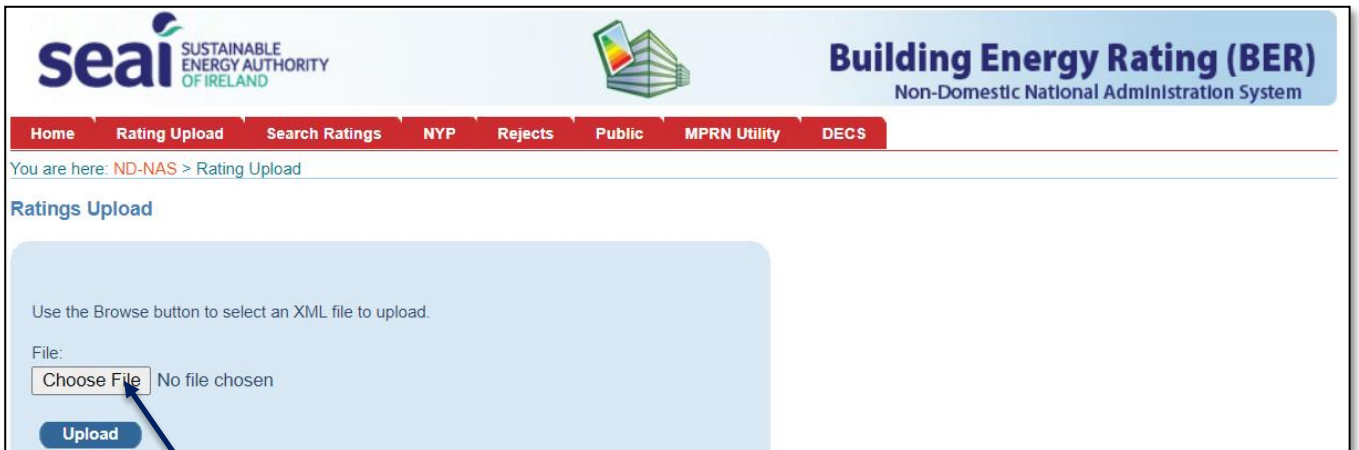 seai SUSTAINABLE
ENERGY AUTHORITY
OF IRELAND
Building Energy Rating (BER)
Non-Domestic National Administration System
Home Rating Upload Search Ratings NYP Rejects Public MPRN Utility DECS
You are here: ND-NAS > Rating Upload
Ratings Upload
Use the Browse button to select an XML file to upload.
File:
Choose File No file chosen
Upload